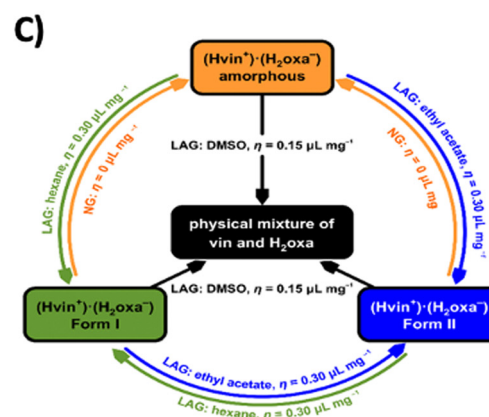 C)
(Hvin⁺)·(H₂oxa⁻)
amorphous
LAG: hexane, η = 0.30 µL mg⁻¹
NG: η = 0 µL mg⁻¹
LAG: ethyl acetate, η = 0.30 µL mg⁻¹
NG: η = 0 µL mg
LAG: DMSO, η = 0.15 µL mg⁻¹
physical mixture of
vin and H₂oxa
LAG: DMSO, η = 0.15 µL mg⁻¹
(Hvin⁺)·(H₂oxa⁻)
Form I
(Hvin⁺)·(H₂oxa⁻)
Form II
LAG: ethyl acetate, η = 0.30 µL mg⁻¹
LAG: hexane, η = 0.30 µL mg⁻¹